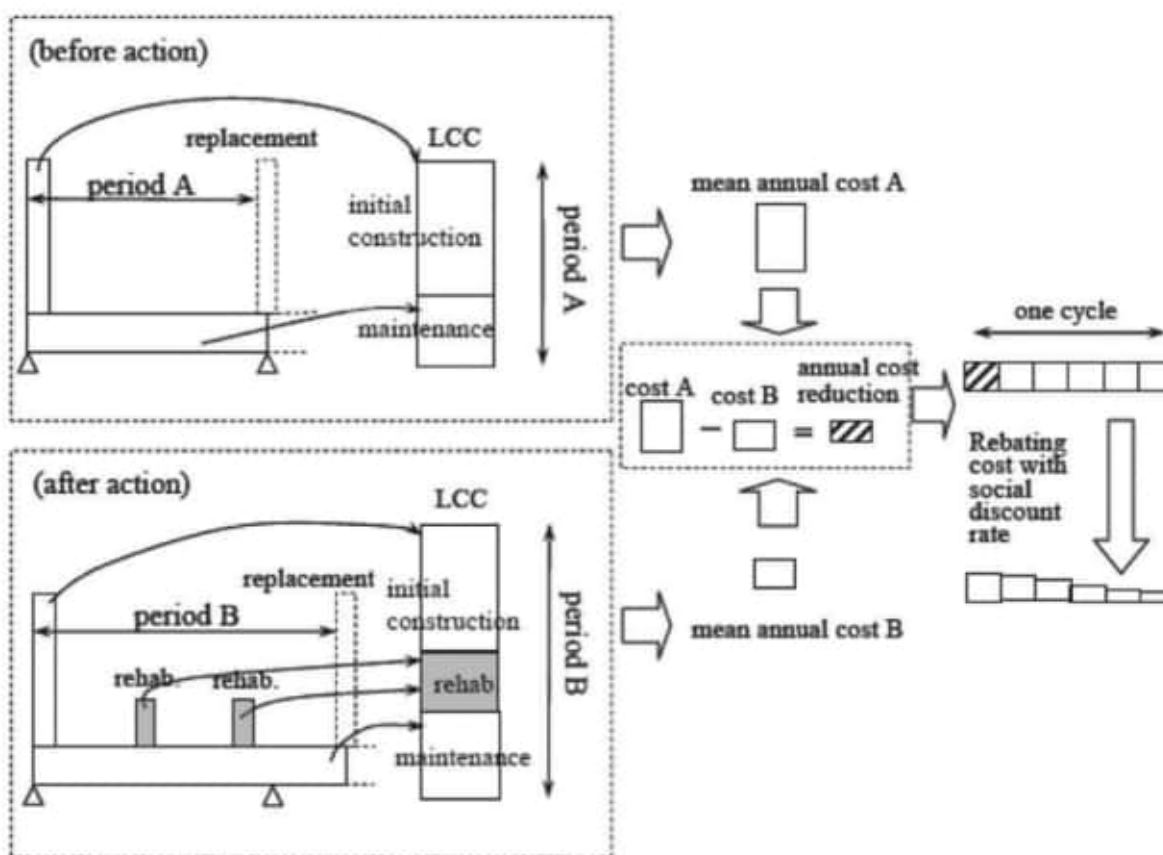 (before action)
replacement
LCC
period A
initial
construction
maintenance
period A
mean annual cost A
cost A
cost B
annual cost
reduction
–
=
one cycle
Rebating
cost with
social
discount
rate
(after action)
LCC
replacement
period B
initial
construction
rehab.
rehab.
rehab
maintenance
period B
mean annual cost B